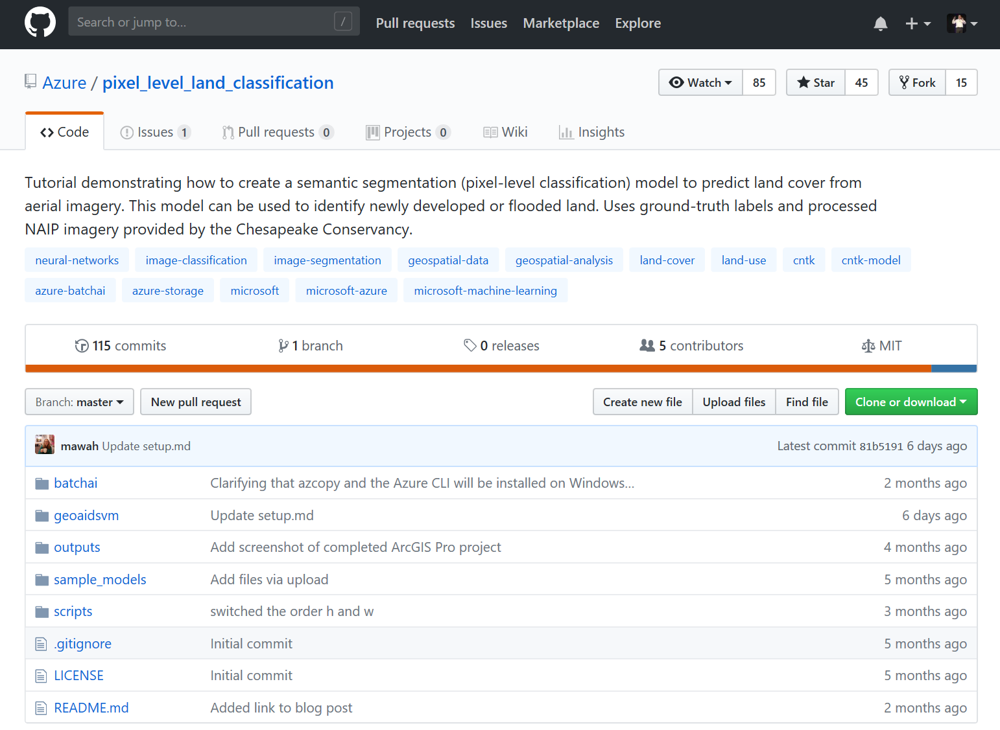 Search or jump to... / Pull requests Issues Marketplace Explore
Azure / pixel_level_land_classification Watch 85 Star 45 Fork 15
Code Issues 1 Pull requests 0 Projects 0 Wiki Insights
Tutorial demonstrating how to create a semantic segmentation (pixel-level classification) model to predict land cover from
aerial imagery. This model can be used to identify newly developed or flooded land. Uses ground-truth labels and processed
NAIP imagery provided by the Chesapeake Conservancy.
neural-networks image-classification image-segmentation geospatial-data geospatial-analysis land-cover land-use cntk cntk-model
azure-batchai azure-storage microsoft microsoft-azure microsoft-machine-learning
115 commits 1 branch 0 releases 5 contributors MIT
Branch: master New pull request Create new file Upload files Find file Clone or download
mawah Update setup.md Latest commit 81b5191 6 days ago
batchai Clarifying that azcopy and the Azure CLI will be installed on Windows... 2 months ago
geoaidsvm Update setup.md 6 days ago
outputs Add screenshot of completed ArcGIS Pro project 4 months ago
sample_models Add files via upload 5 months ago
scripts switched the order h and w 3 months ago
.gitignore Initial commit 5 months ago
LICENSE Initial commit 5 months ago
README.md Added link to blog post 2 months ago